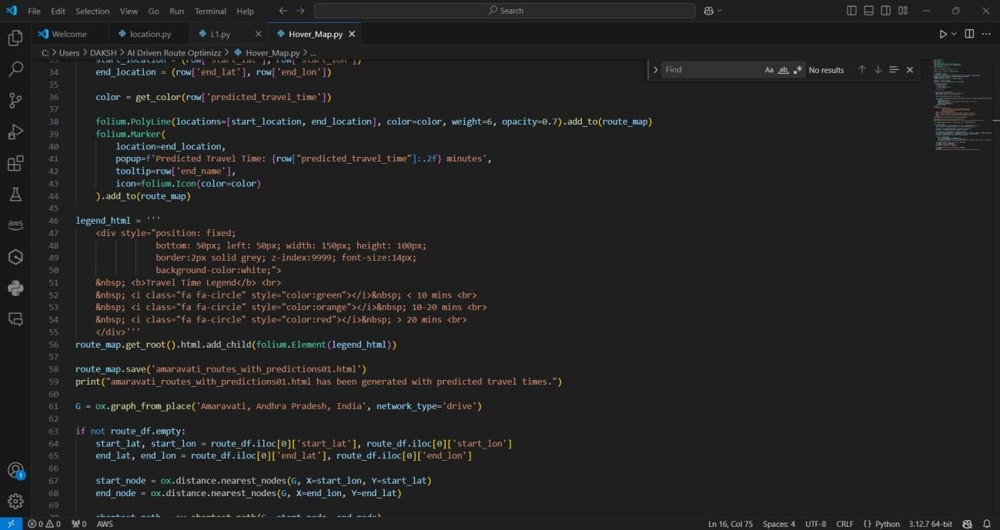 File Edit Selection View Go Run Terminal Help Search
Welcome location.py L1.py Hover_Map.py
C: > Users > DAKSH > AI Driven Route Optimizz > Hover_Map.py > ...
Find Aa ab .* No results
33 start_location = (row['start_lat'], row['start_lon'])
34 end_location = (row['end_lat'], row['end_lon'])
35
36 color = get_color(row['predicted_travel_time'])
37
38 folium.PolyLine(locations=[start_location, end_location], color=color, weight=6, opacity=0.7).add_to(route_map)
39 folium.Marker(
40 location=end_location,
41 popup=f'Predicted Travel Time: {row["predicted_travel_time"]:.2f} minutes',
42 tooltip=row['end_name'],
43 icon=folium.Icon(color=color)
44 ).add_to(route_map)
45
46 legend_html = '''
47 <div style="position: fixed;
48 bottom: 50px; left: 50px; width: 150px; height: 100px;
49 border:2px solid grey; z-index:9999; font-size:14px;
50 background-color:white;">
51 &nbsp; <b>Travel Time Legend</b> <br>
52 &nbsp; <i class="fa fa-circle" style="color:green"></i>&nbsp; < 10 mins <br>
53 &nbsp; <i class="fa fa-circle" style="color:orange"></i>&nbsp; 10-20 mins <br>
54 &nbsp; <i class="fa fa-circle" style="color:red"></i>&nbsp; > 20 mins <br>
55 </div>'''
56 route_map.get_root().html.add_child(folium.Element(legend_html))
57
58 route_map.save('amaravati_routes_with_predictions01.html')
59 print("amaravati_routes_with_predictions01.html has been generated with predicted travel times.")
60
61 G = ox.graph_from_place('Amaravati, Andhra Pradesh, India', network_type='drive')
62
63 if not route_df.empty:
64 start_lat, start_lon = route_df.iloc[0]['start_lat'], route_df.iloc[0]['start_lon']
65 end_lat, end_lon = route_df.iloc[0]['end_lat'], route_df.iloc[0]['end_lon']
66
67 start_node = ox.distance.nearest_nodes(G, X=start_lon, Y=start_lat)
68 end_node = ox.distance.nearest_nodes(G, X=end_lon, Y=end_lat)
69
70 shortest_path = ox.shortest_path(G, start_node, end_node)
aws
1
0 0 0 AWS Ln 16, Col 75 Spaces: 4 UTF-8 CRLF {} Python 3.12.7 64-bit